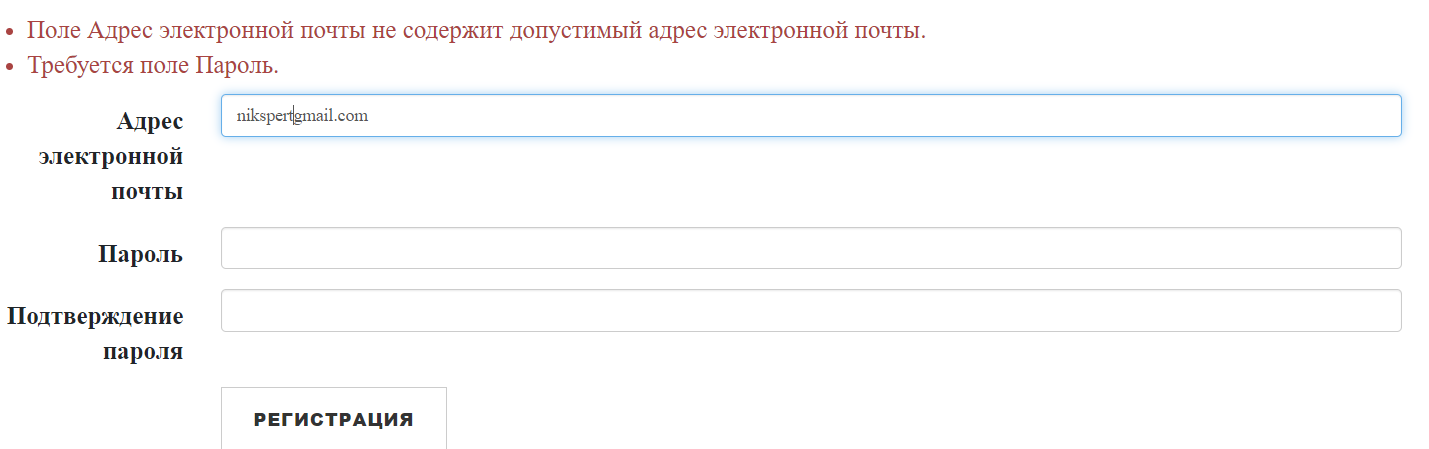 Поле Адрес электронной почты не содержит допустимый адрес электронной почты.
Требуется поле Пароль.
Адрес
электронной
почты
nikspertgmail.com
Пароль
Подтверждение
пароля
РЕГИСТРАЦИЯ